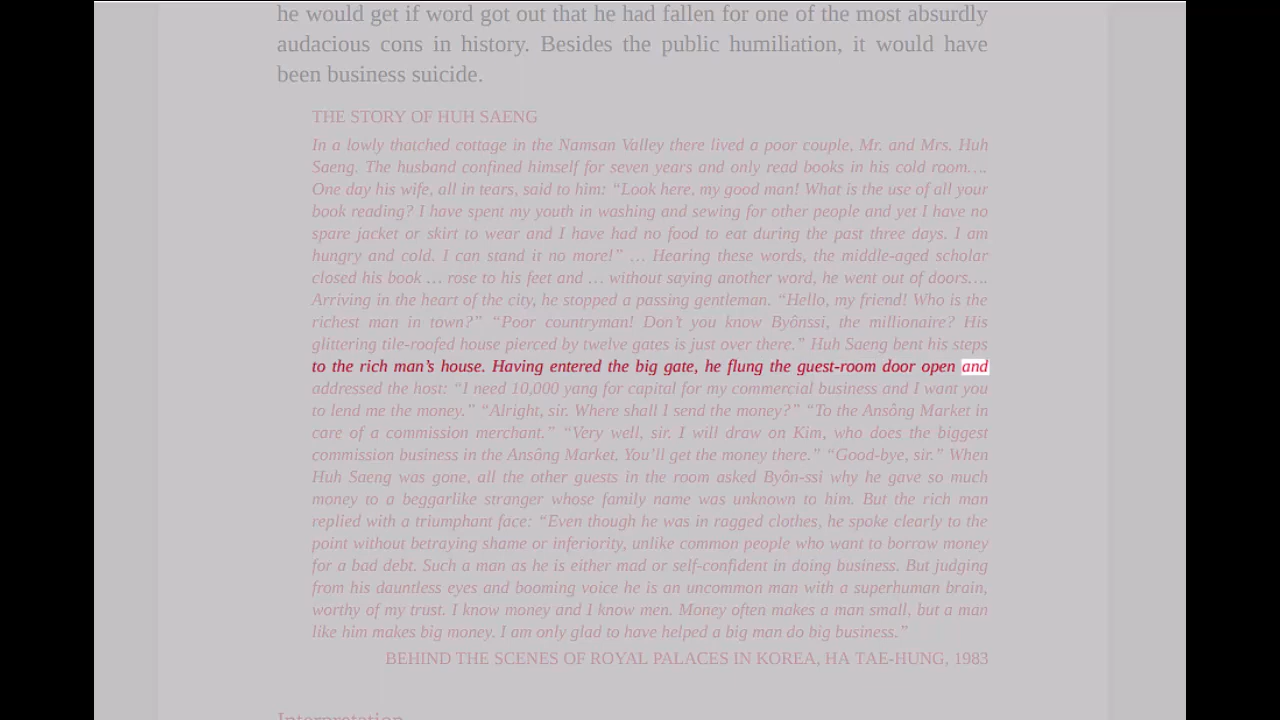 he would get if word got out that he had fallen for one of the most absurdly
audacious cons in history. Besides the public humiliation, it would have
been business suicide.
THE STORY OF HUH SAENG
In a lowly thatched cottage in the Namsan Valley there lived a poor couple, Mr. and Mrs. Huh
Saeng. The husband confined himself for seven years and only read books in his cold room….
One day his wife, all in tears, said to him: “Look here, my good man! What is the use of all your
book reading? I have spent my youth in washing and sewing for other people and yet I have no
spare jacket or skirt to wear and I have had no food to eat during the past three days. I am
hungry and cold. I can stand it no more!” … Hearing these words, the middle-aged scholar
closed his book … rose to his feet and … without saying another word, he went out of doors….
Arriving in the heart of the city, he stopped a passing gentleman. “Hello, my friend! Who is the
richest man in town?” “Poor countryman! Don’t you know Byônssi, the millionaire? His
glittering tile-roofed house pierced by twelve gates is just over there.” Huh Saeng bent his steps
to the rich man’s house. Having entered the big gate, he flung the guest-room door open and
addressed the host: “I need 10,000 yang for capital for my commercial business and I want you
to lend me the money.” “Alright, sir. Where shall I send the money?” “To the Ansông Market in
care of a commission merchant.” “Very well, sir. I will draw on Kim, who does the biggest
commission business in the Ansông Market. You’ll get the money there.” “Good-bye, sir.” When
Huh Saeng was gone, all the other guests in the room asked Byôn-ssi why he gave so much
money to a beggarlike stranger whose family name was unknown to him. But the rich man
replied with a triumphant face: “Even though he was in ragged clothes, he spoke clearly to the
point without betraying shame or inferiority, unlike common people who want to borrow money
for a bad debt. Such a man as he is either mad or self-confident in doing business. But judging
from his dauntless eyes and booming voice he is an uncommon man with a superhuman brain,
worthy of my trust. I know money and I know men. Money often makes a man small, but a man
like him makes big money. I am only glad to have helped a big man do big business.”
BEHIND THE SCENES OF ROYAL PALACES IN KOREA, HA TAE-HUNG, 1983
Interpretation